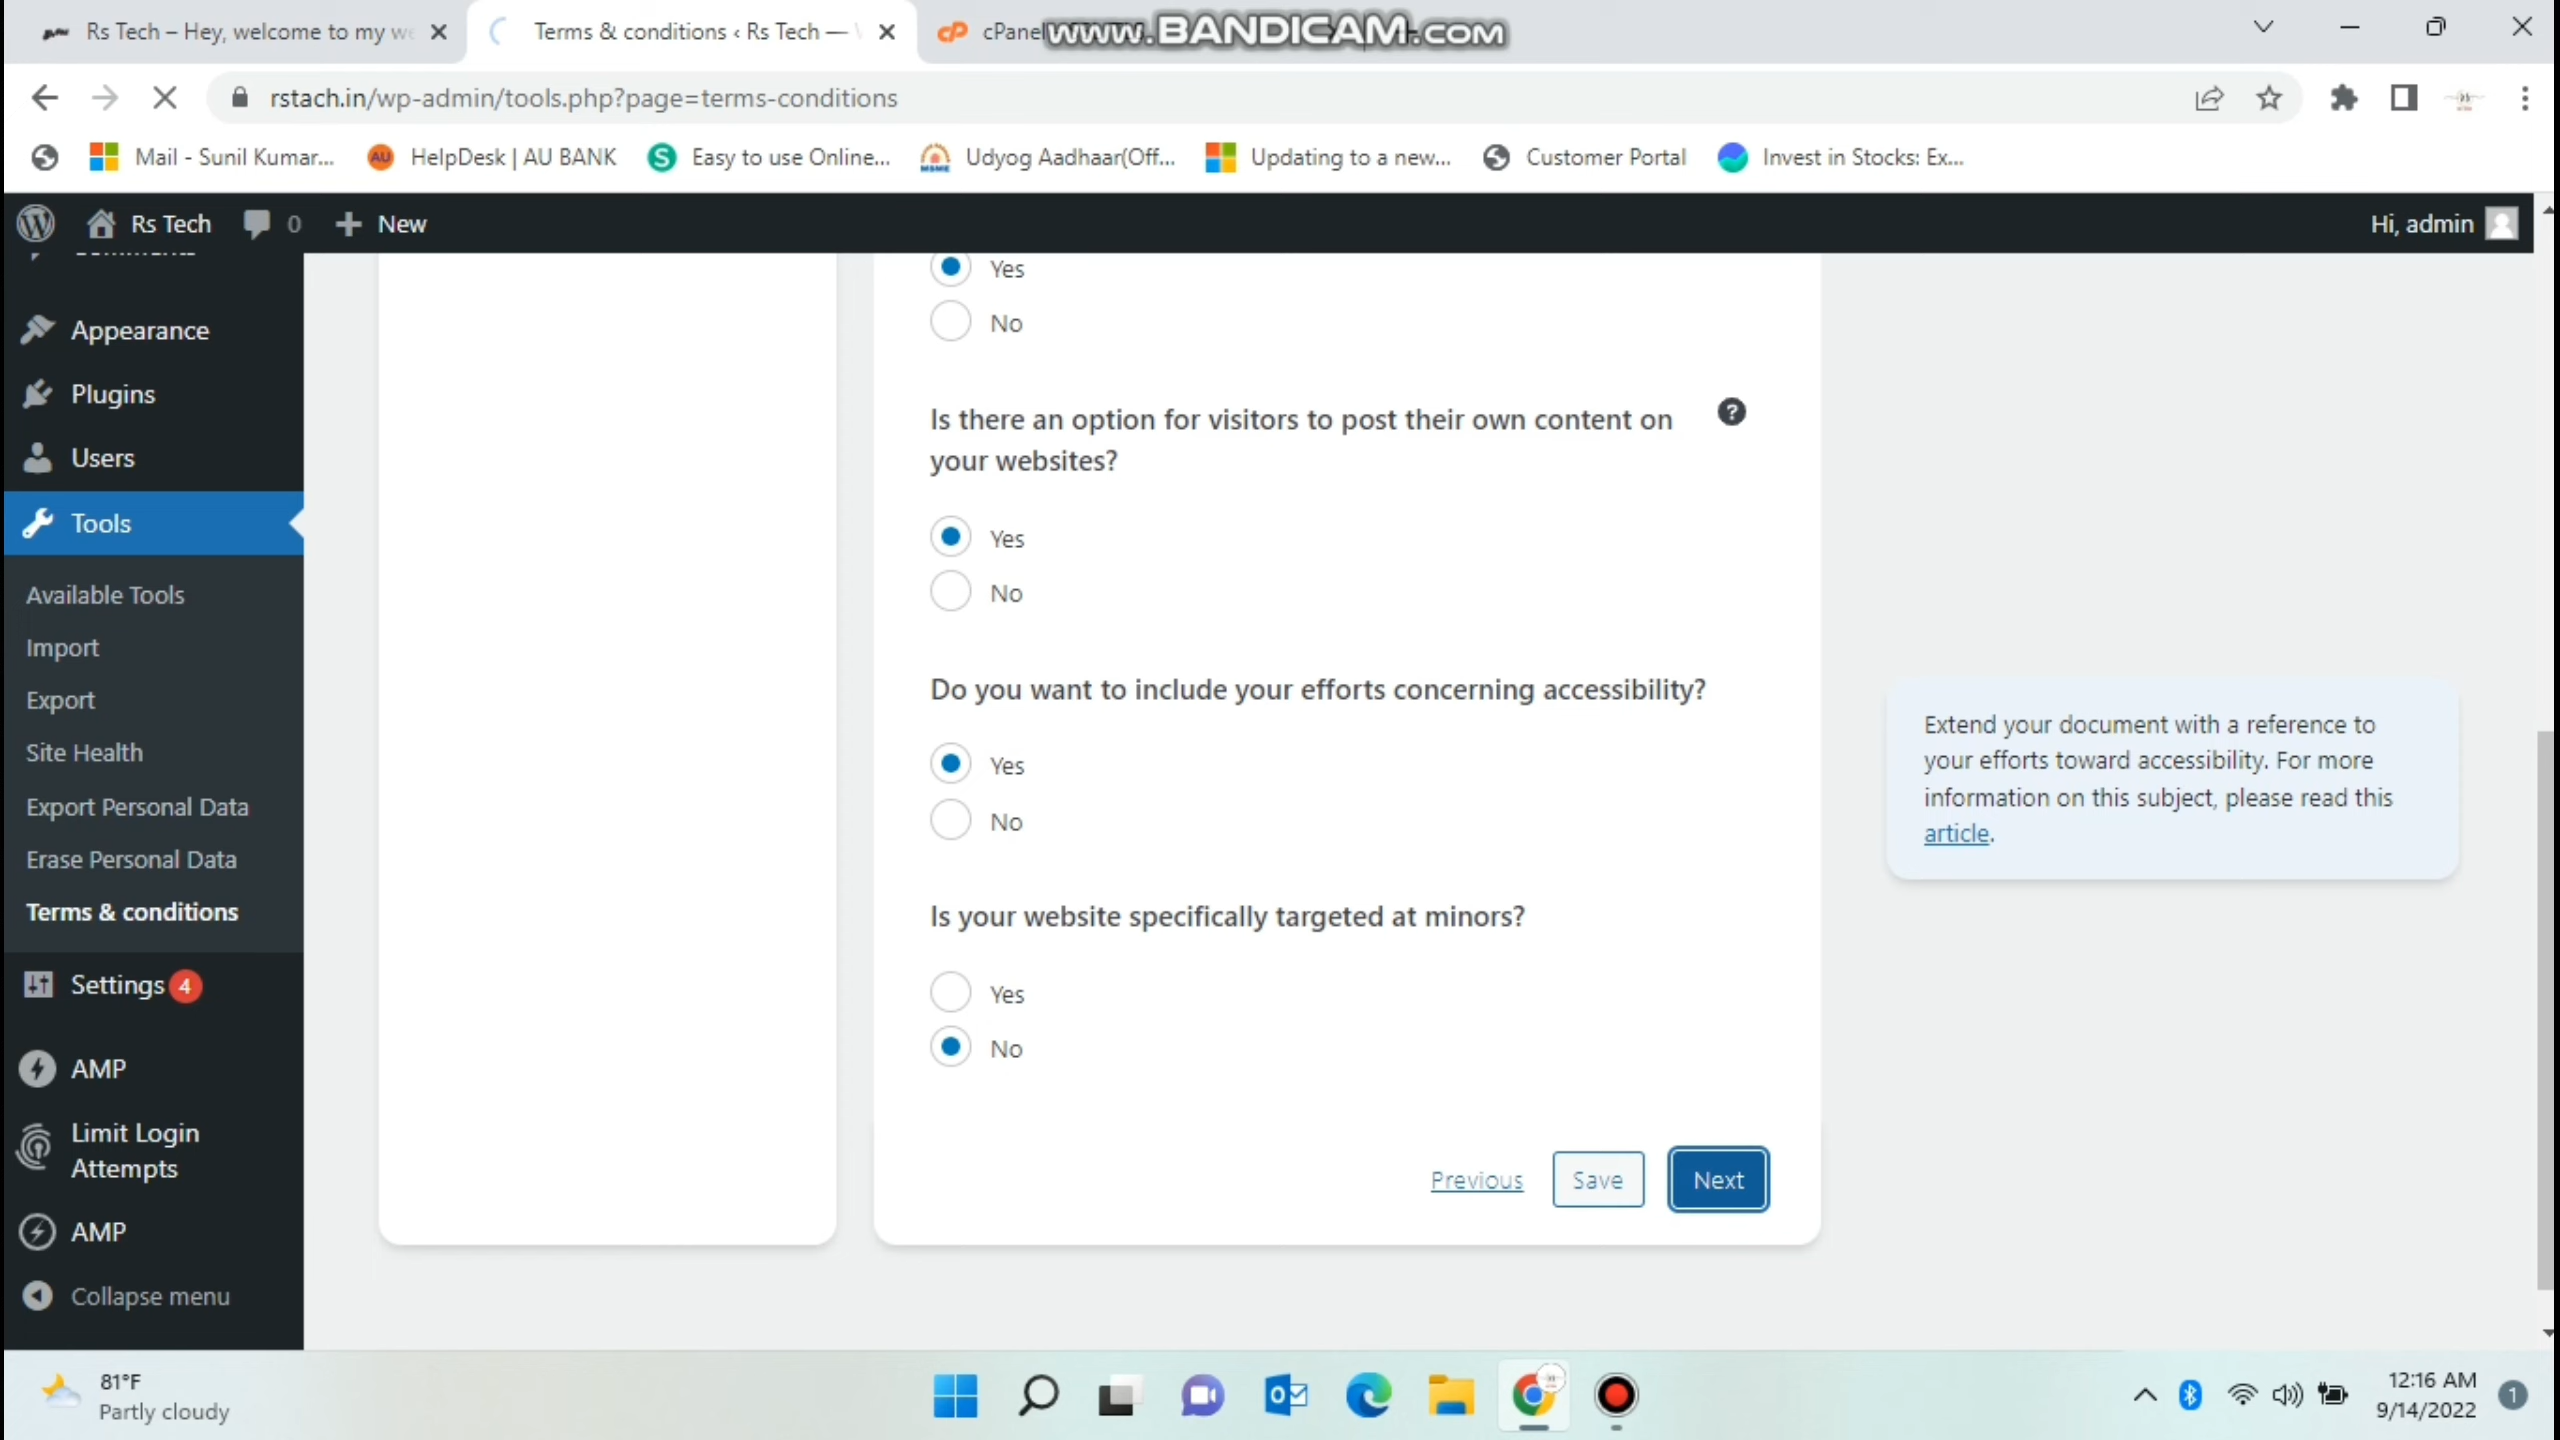 Rs Tech – Hey, welcome to my we
Terms & conditions ‹ Rs Tech —
cPanel
www.BANDICAM.com
rstach.in/wp-admin/tools.php?page=terms-conditions
Mail - Sunil Kumar...
HelpDesk | AU BANK
Easy to use Online...
Udyog Aadhaar(Off...
Updating to a new...
Customer Portal
Invest in Stocks: Ex...
Rs Tech
0
New
Hi, admin
Appearance
Plugins
Users
Tools
Available Tools
Import
Export
Site Health
Export Personal Data
Erase Personal Data
Terms & conditions
Settings 4
AMP
Limit Login
Attempts
AMP
Collapse menu
Yes
No
Is there an option for visitors to post their own content on
your websites?
Yes
No
Do you want to include your efforts concerning accessibility?
Yes
No
Is your website specifically targeted at minors?
Yes
No
Previous
Save
Next
Extend your document with a reference to
your efforts toward accessibility. For more
information on this subject, please read this
article.
81°F
Partly cloudy
12:16 AM
9/14/2022
1